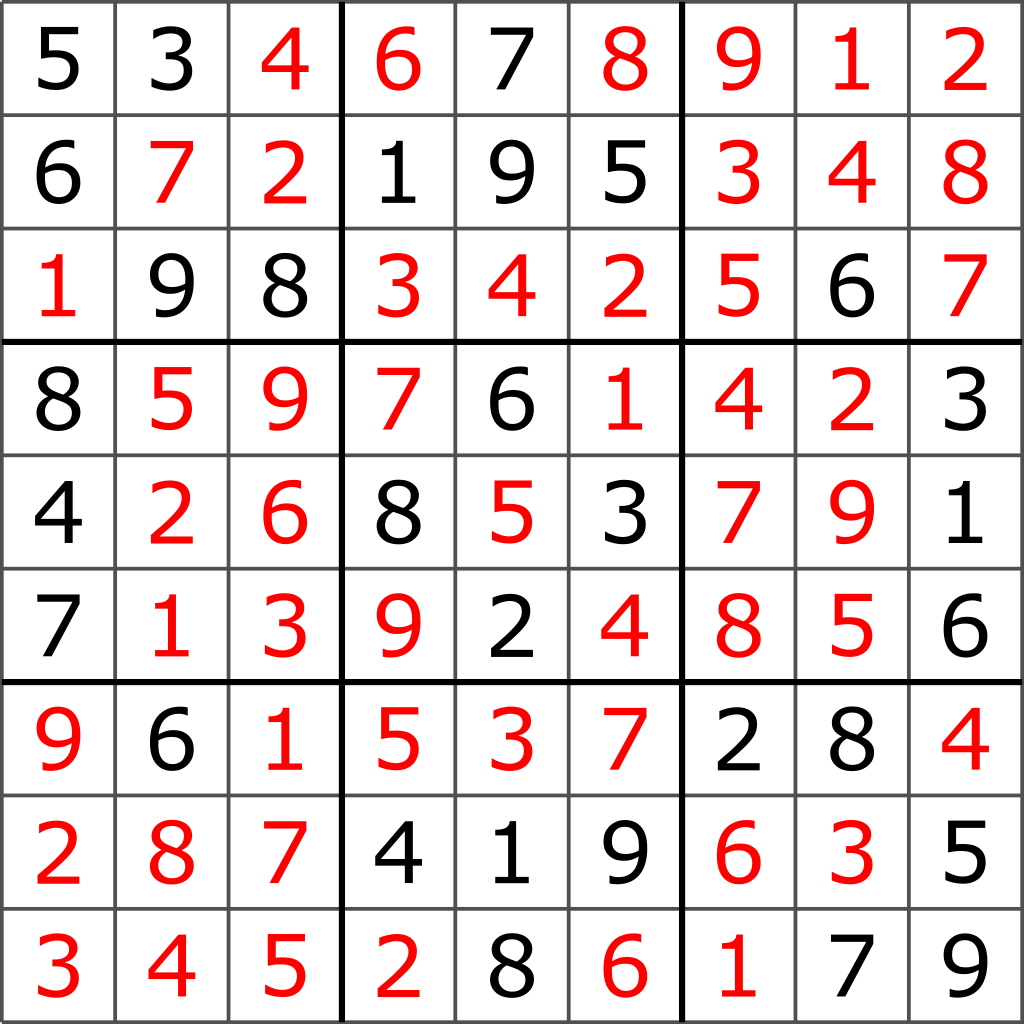 5 3 4 6 7 8 9 1 2
6 7 2 1 9 5 3 4 8
1 9 8 3 4 2 5 6 7
8 5 9 7 6 1 4 2 3
4 2 6 8 5 3 7 9 1
7 1 3 9 2 4 8 5 6
9 6 1 5 3 7 2 8 4
2 8 7 4 1 9 6 3 5
3 4 5 2 8 6 1 7 9